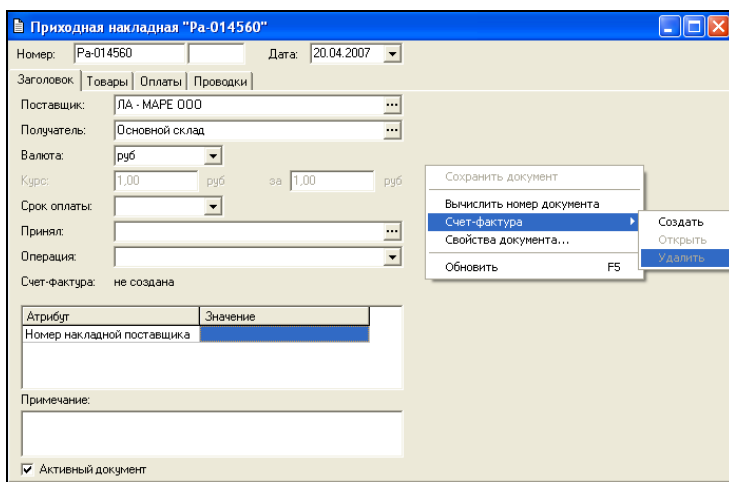 Приходная накладная "Ра-014560"
Номер: Ра-014560 Дата: 20.04.2007
Заголовок Товары Оплаты Проводки
Поставщик: ЛА - МАРЕ ООО ...
Получатель: Основной склад ...
Валюта: руб
Курс: 1,00 руб за 1,00 руб
Срок оплаты:
Принял: ...
Операция:
Счет-фактура: не создана
Сохранить документ
Вычислить номер документа
Счет-фактура
Свойства документа...
Обновить F5
Создать
Открыть
Удалить
Атрибут Значение
Номер накладной поставщика
Примечание:
Активный документ